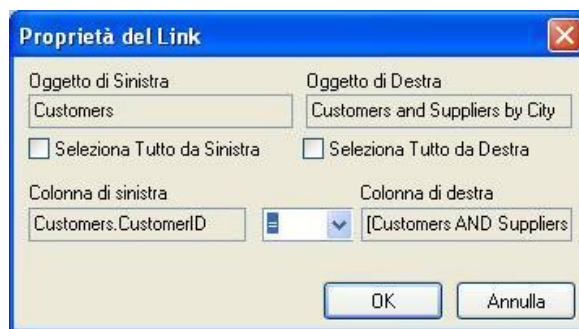 Proprietà del Link
Oggetto di Sinistra
Oggetto di Destra
Customers
Customers and Suppliers by City
Seleziona Tutto da Sinistra
Seleziona Tutto da Destra
Colonna di sinistra
Colonna di destra
Customers.CustomerID
=
[Customers AND Suppliers
OK
Annulla